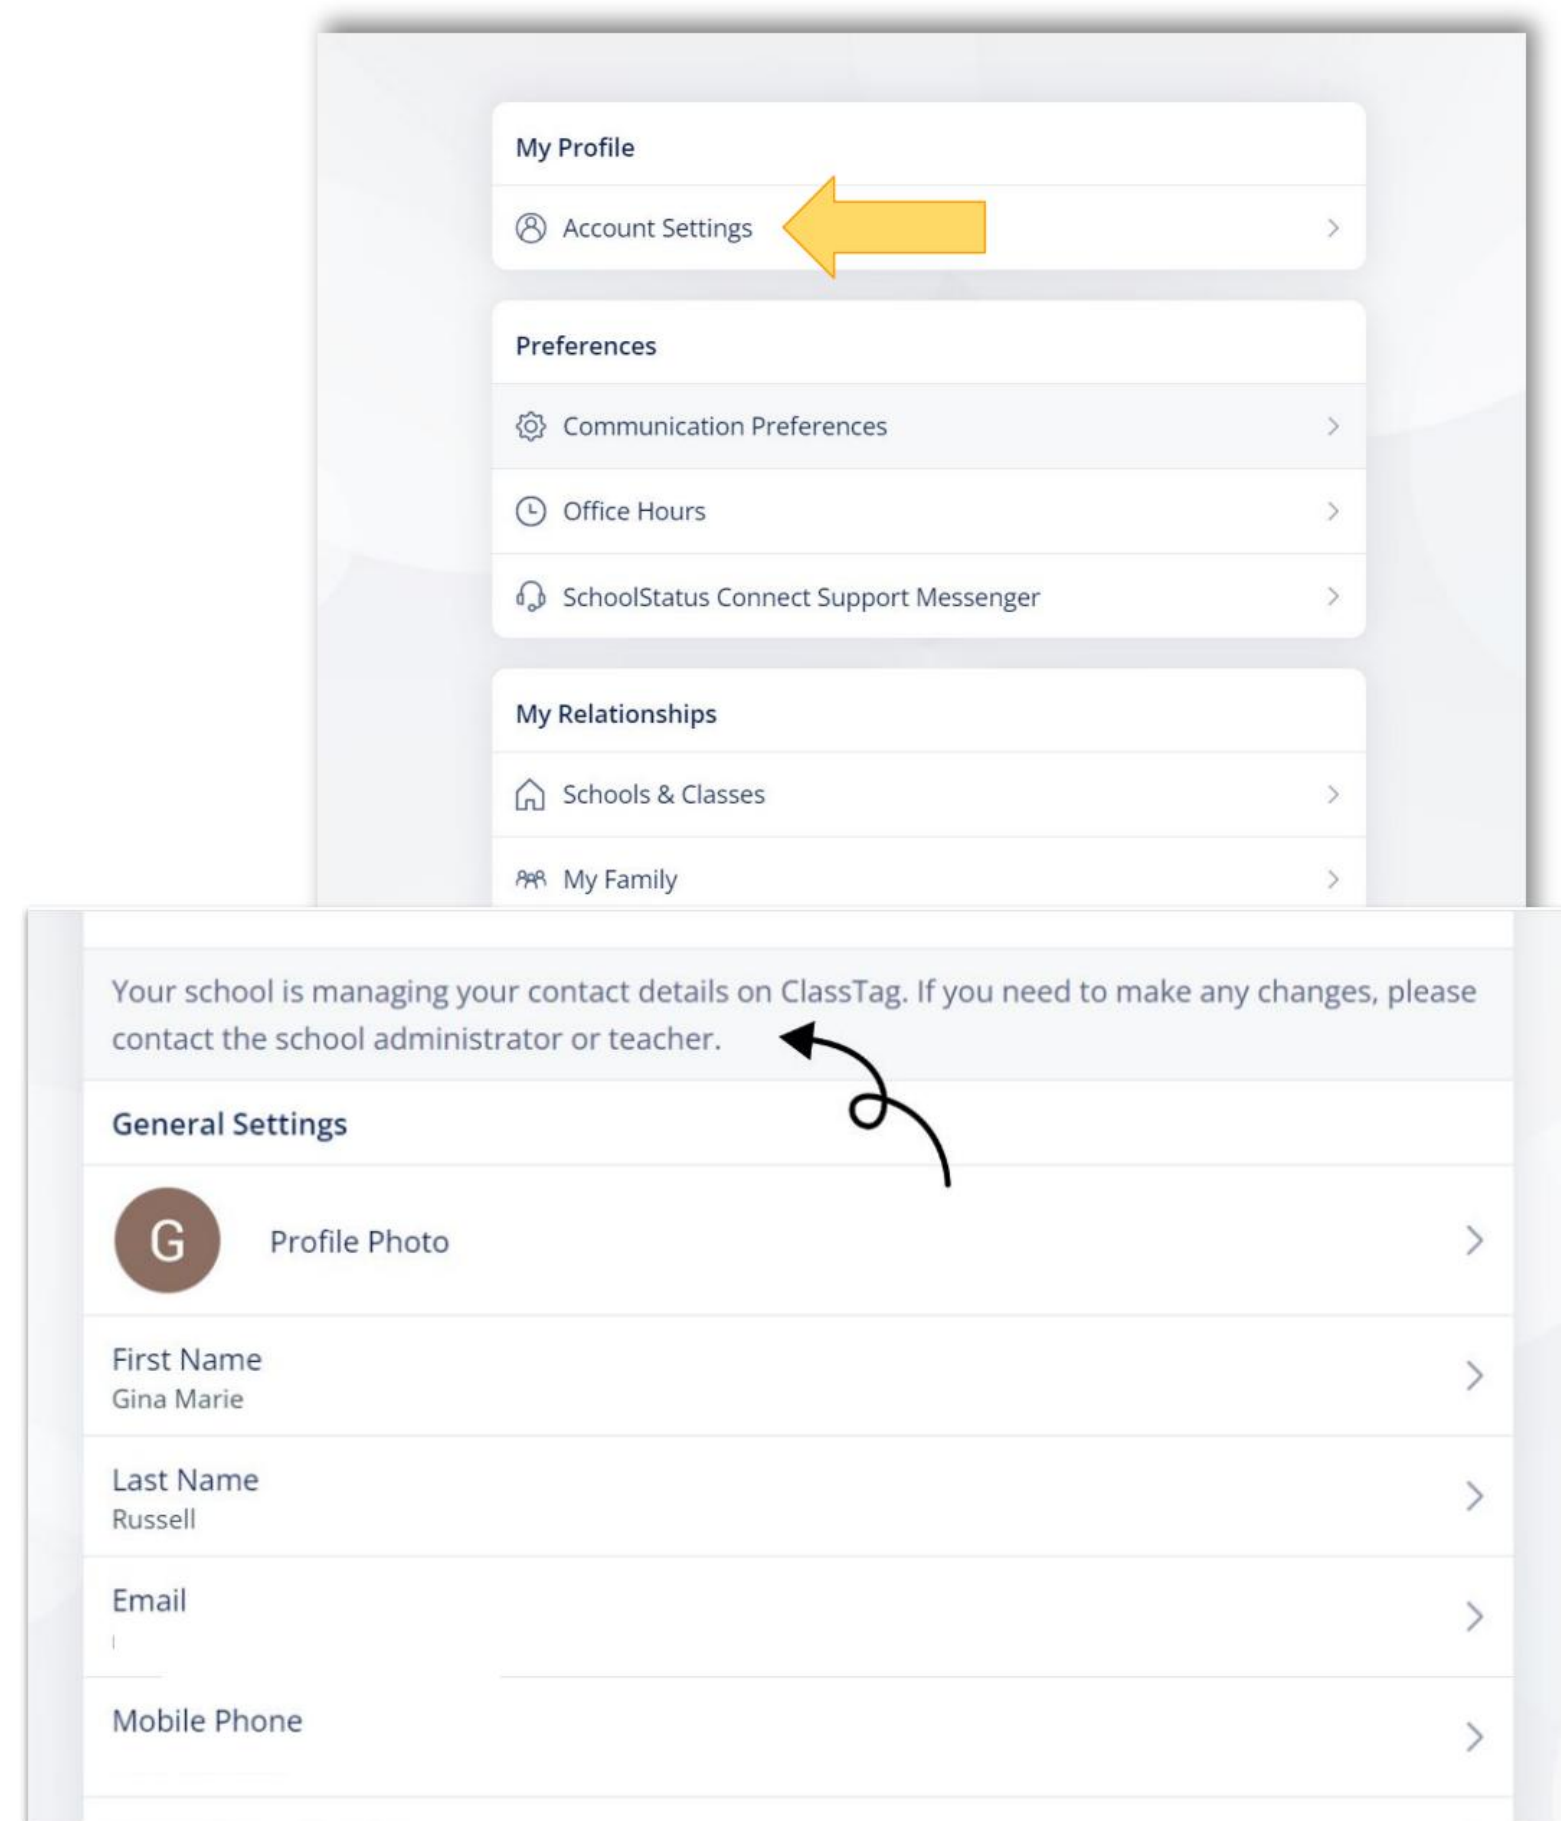 My Profile
Account Settings
Preferences
Communication Preferences
Office Hours
SchoolStatus Connect Support Messenger
My Relationships
Schools & Classes
My Family
Your school is managing your contact details on ClassTag. If you need to make any changes, please
contact the school administrator or teacher.
General Settings
G
Profile Photo
First Name
Gina Marie
Last Name
Russell
Email
Mobile Phone